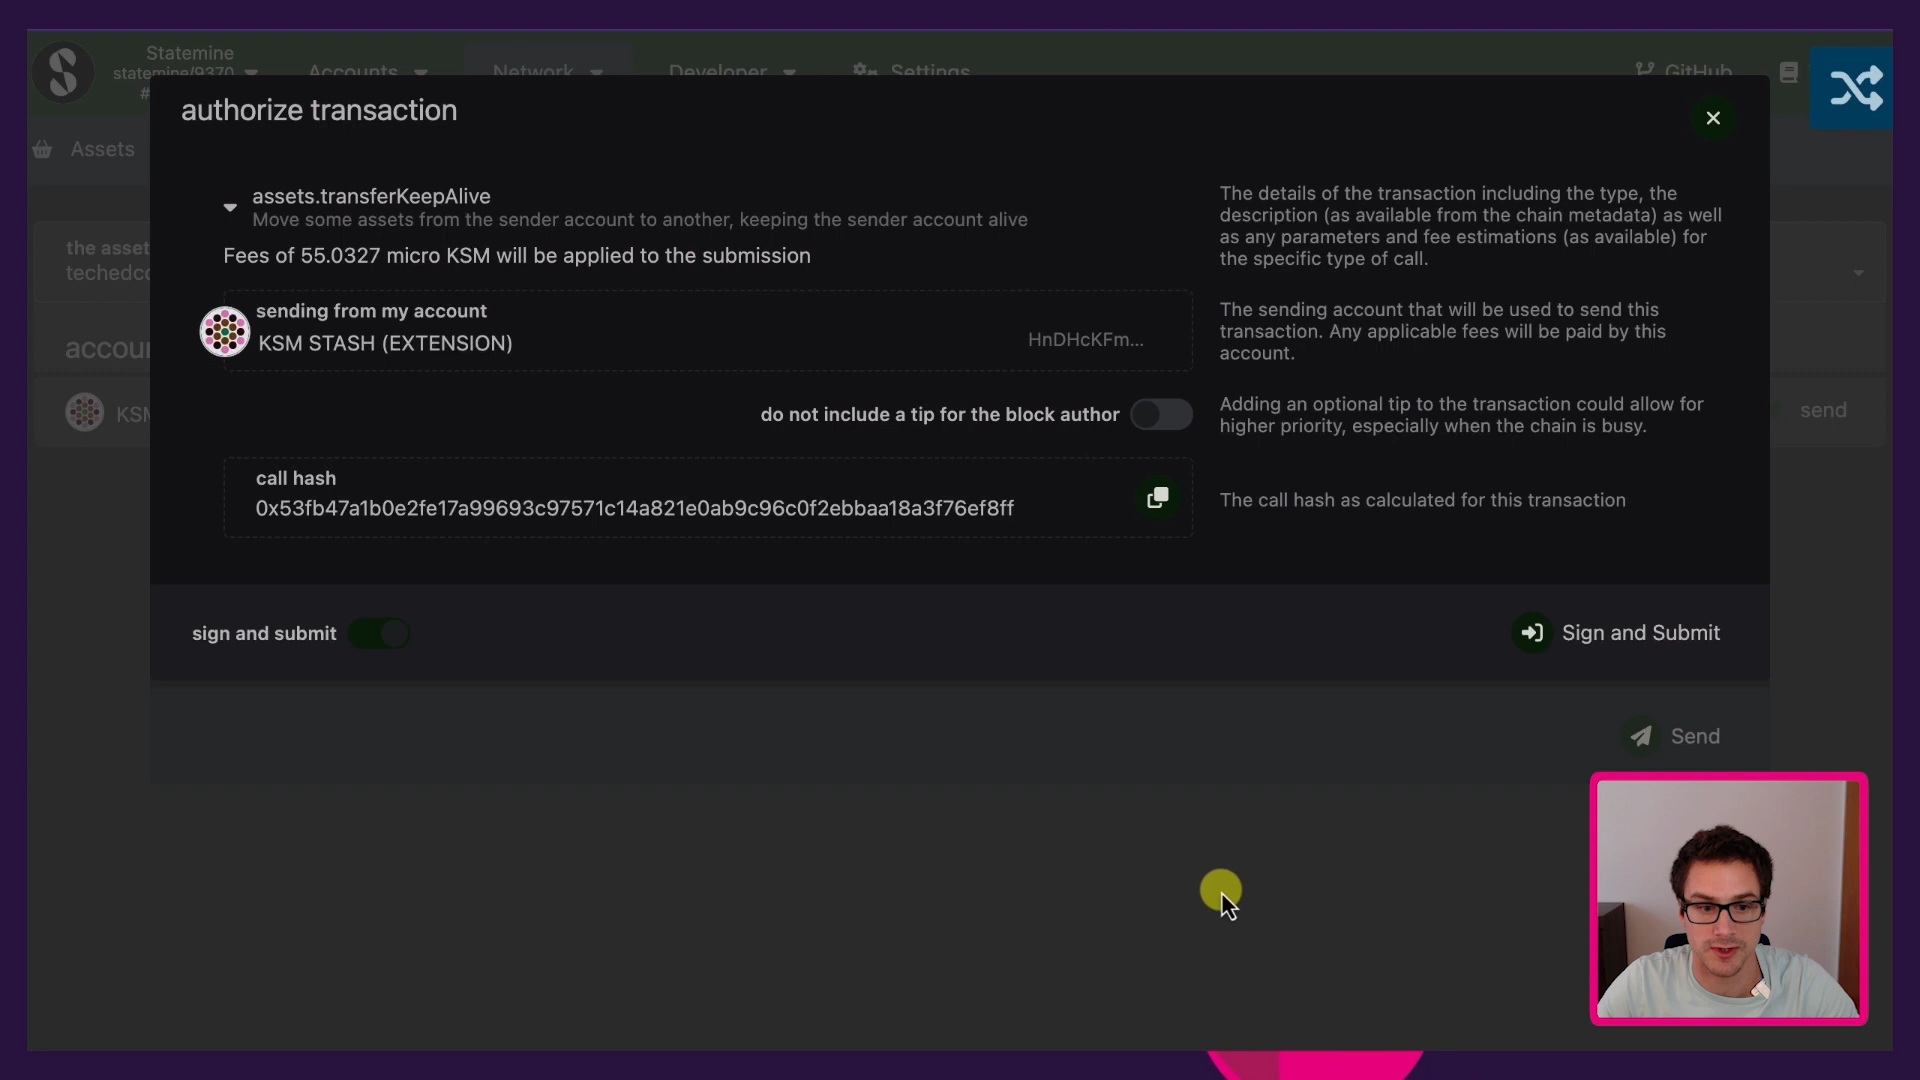 Statemine
statemine/9370
Accounts
Network
Developer
Settings
GitHub
authorize transaction
Assets
assets.transferKeepAlive
Move some assets from the sender account to another, keeping the sender account alive
Fees of 55.0327 micro KSM will be applied to the submission
The details of the transaction including the type, the
description (as available from the chain metadata) as well
as any parameters and fee estimations (as available) for
the specific type of call.
the asset
sending from my account
KSM STASH (EXTENSION)
HnDHcKFm...
The sending account that will be used to send this
transaction. Any applicable fees will be paid by this
account.
do not include a tip for the block author
Adding an optional tip to the transaction could allow for
higher priority, especially when the chain is busy.
KSM
send
call hash
0x53fb47a1b0e2fe17a99693c97571c14a821e0ab9c96c0f2ebbaa18a3f76ef8ff
The call hash as calculated for this transaction
sign and submit
Sign and Submit
Send